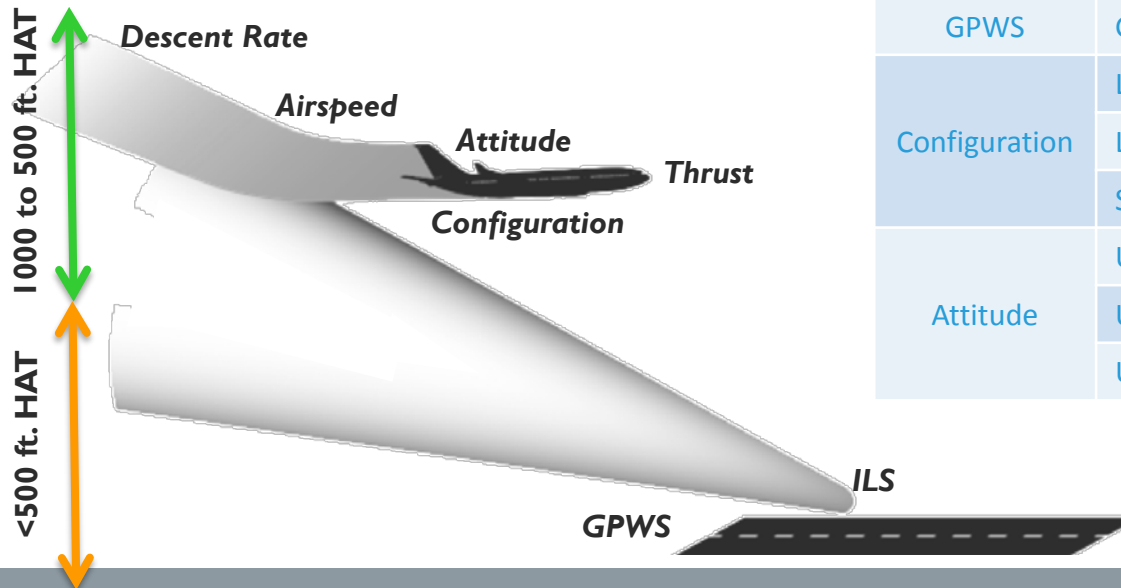 1000 to 500 ft. HAT
<500 ft. HAT
Descent Rate
Airspeed
Attitude
Thrust
Configuration
ILS
GPWS
GPWS
Configuration
L
L
S
Attitude
U
U
U